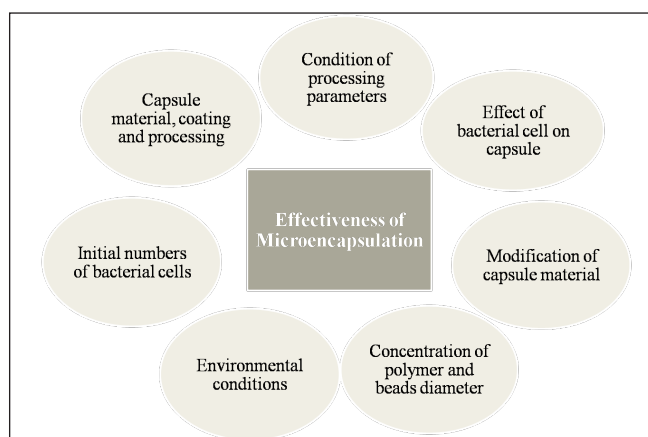 Condition of
processing
parameters
Capsule
material, coating
and processing
Effect of
bacterial cell on
capsule
Effectiveness of
Microencapsulation
Initial numbers
of bacterial cells
Modification of
capsule material
Environmental
conditions
Concentration of
polymer and
beads diameter